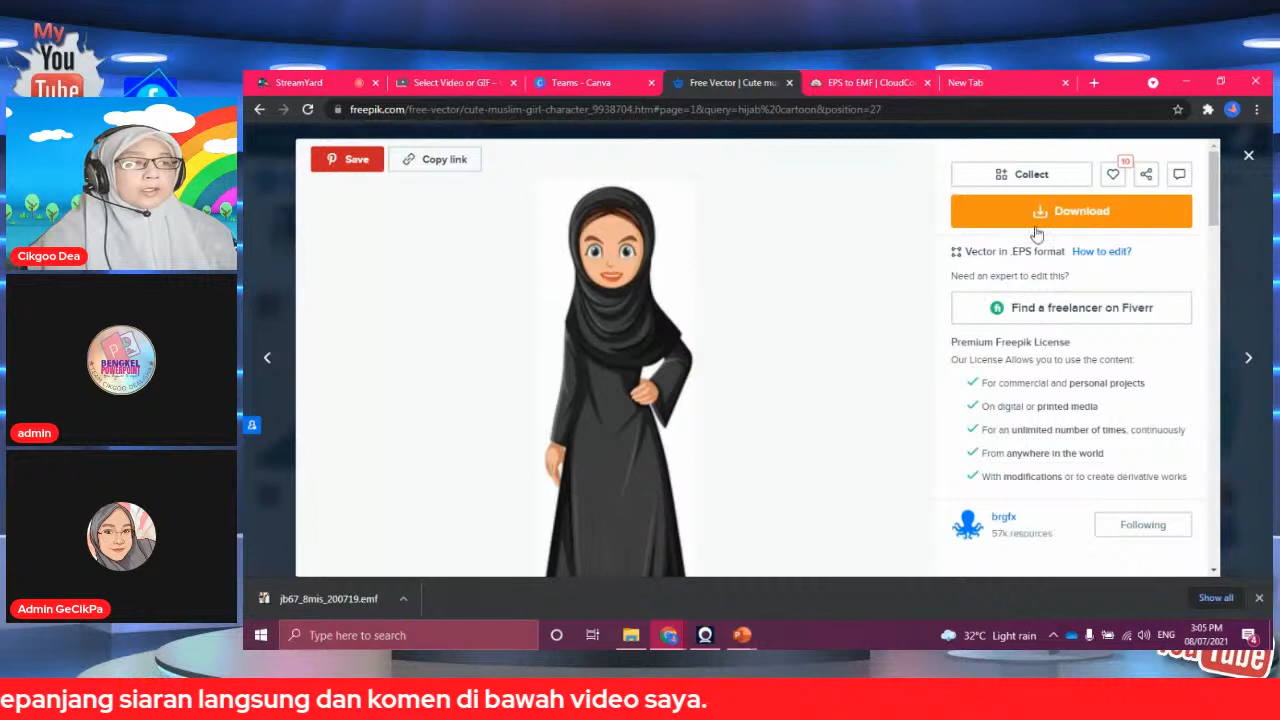 My
You
Tube
StreamYard
Select Video or GIF –
Teams - Canva
Free Vector | Cute mu
EPS to EMF | CloudCo
New Tab
freepik.com/free-vector/cute-muslim-girl-character_9938704.htm#page=1&query=hijab%20cartoon&position=27
Save
Copy link
Collect
10
Download
Vector in .EPS format How to edit?
Need an expert to edit this?
fi Find a freelancer on Fiverr
Premium Freepik License
Our License Allows you to use the content:
For commercial and personal projects
On digital or printed media
For an unlimited number of times, continuously
From anywhere in the world
With modifications or to create derivative works
brgfx
57k resources
Following
Cikgoo Dea
BENGKEL
POWERPOINT
admin
Admin GeCikPa
jb67_8mis_200719.emf
Show all
Type here to search
32°C Light rain
ENG
3:05 PM
08/07/2021
4
You Tube
epanjang siaran langsung dan komen di bawah video saya.